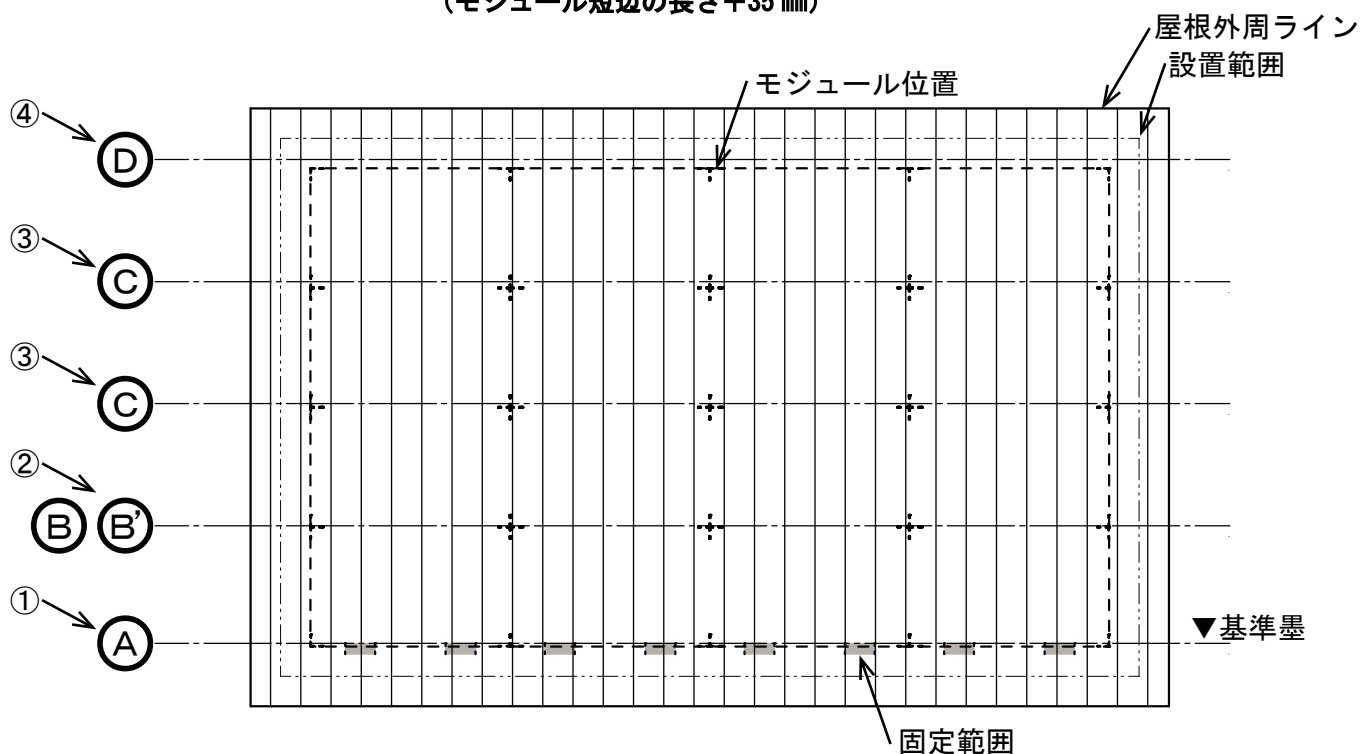 （モジュール短辺の長さ＋35㎜）
屋根外周ライン
設置範囲
モジュール位置
④
D
③
C
③
C
②
B B’
①
A
▼基準墨
固定範囲